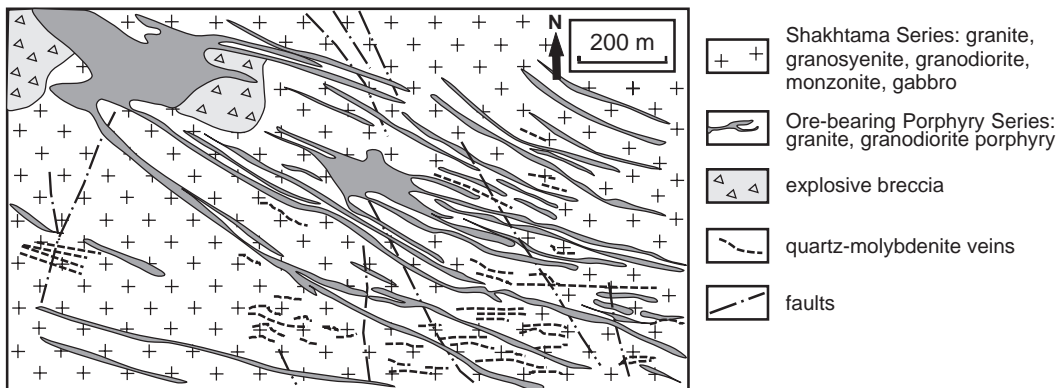 N
200 m
Shakhtama Series: granite,
granosyenite, granodiorite,
monzonite, gabbro
Ore-bearing Porphyry Series:
granite, granodiorite porphyry
explosive breccia
quartz-molybdenite veins
faults